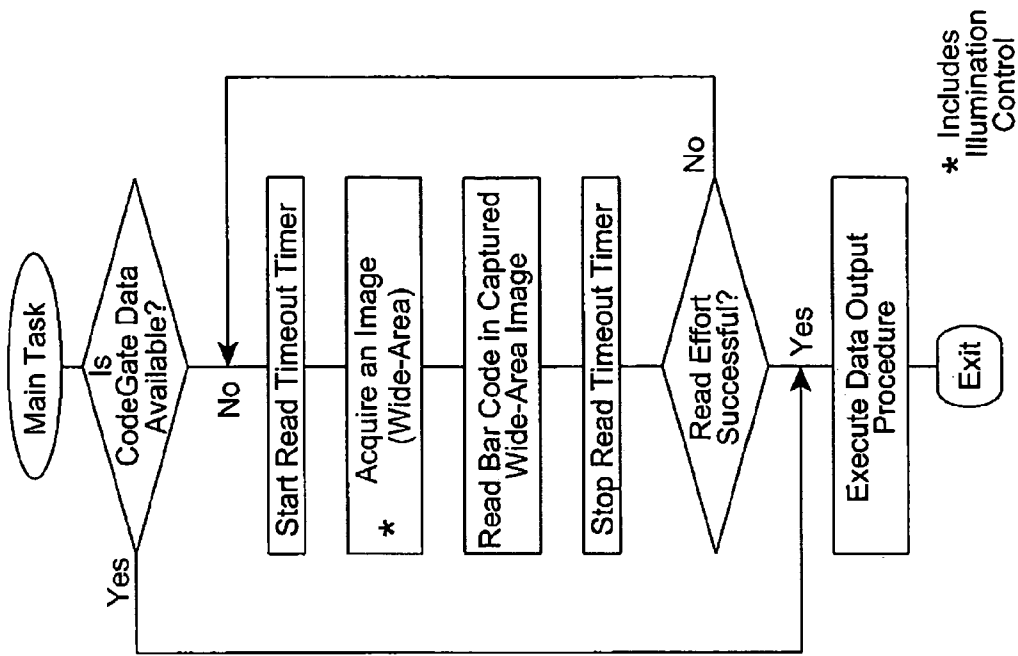 Main Task
Is
CodeGate Data
Available?
Yes
No
Start Read Timeout Timer
* Acquire an Image
(Wide-Area)
Read Bar Code in Captured
Wide-Area Image
Stop Read Timeout Timer
Read Effort
Successful?
No
Yes
Execute Data Output
Procedure
Exit
* Includes
Illumination
Control